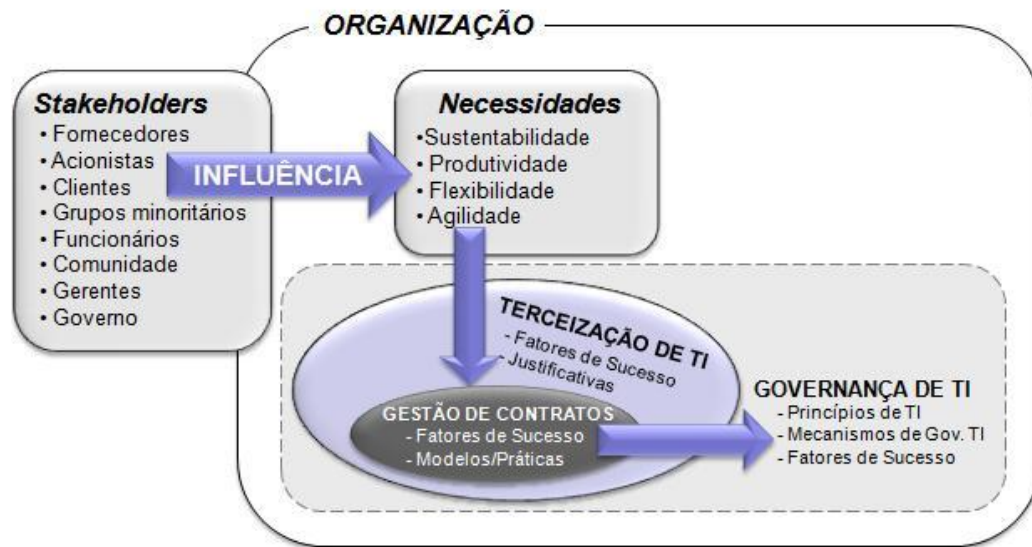 ORGANIZAÇÃO
Stakeholders
• Fornecedores
• Acionistas
• Clientes
• Grupos minoritários
• Funcionários
• Comunidade
• Gerentes
• Governo
INFLUÊNCIA
Necessidades
•Sustentabilidade
• Produtividade
• Flexibilidade
• Agilidade
TERCEIZAÇÃO DE TI
- Fatores de Sucesso
- Justificativas
GESTÃO DE CONTRATOS
- Fatores de Sucesso
- Modelos/Práticas
GOVERNANÇA DE TI
- Princípios de TI
- Mecanismos de Gov. TI
- Fatores de Sucesso